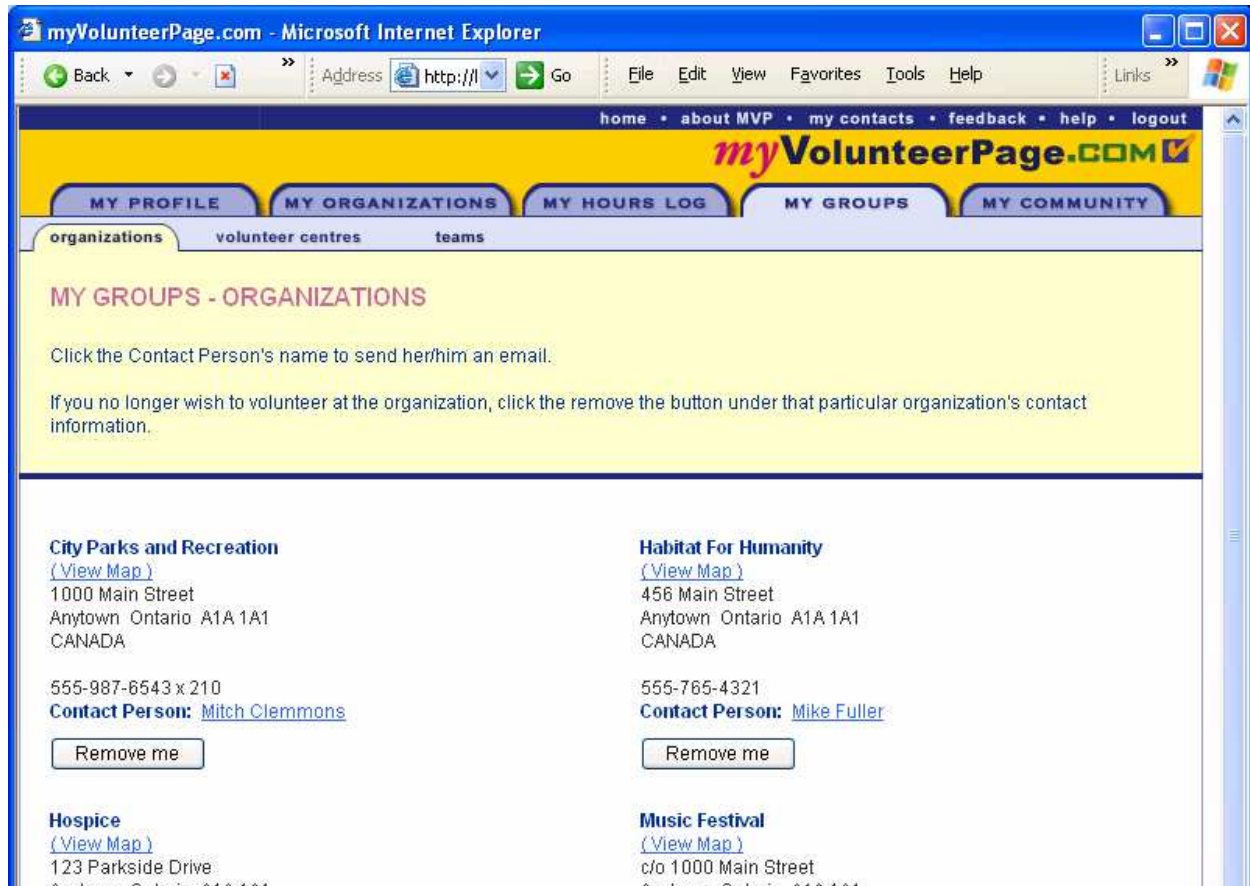 myVolunteerPage.com - Microsoft Internet Explorer
Back » Address http://l Go File Edit View Favorites Tools Help Links »
home • about MVP • my contacts • feedback • help • logout
myVolunteerPage.COM
MY PROFILE MY ORGANIZATIONS MY HOURS LOG MY GROUPS MY COMMUNITY
organizations volunteer centres teams
MY GROUPS - ORGANIZATIONS
Click the Contact Person's name to send her/him an email.
If you no longer wish to volunteer at the organization, click the remove the button under that particular organization's contact
information.
City Parks and Recreation
( View Map )
1000 Main Street
Anytown Ontario A1A 1A1
CANADA
555-987-6543 x 210
Contact Person: Mitch Clemmons
Remove me
Habitat For Humanity
( View Map )
456 Main Street
Anytown Ontario A1A 1A1
CANADA
555-765-4321
Contact Person: Mike Fuller
Remove me
Hospice
( View Map )
123 Parkside Drive
Music Festival
( View Map )
c/o 1000 Main Street